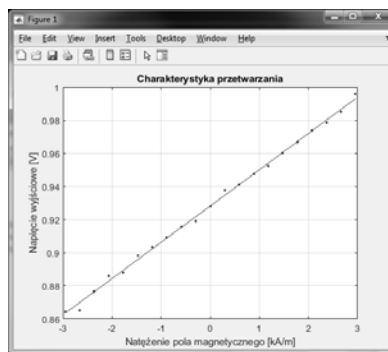 Figure 1
File Edit View Insert Tools Desktop Window Help
Charakterystyka przetwarzania
Napięcie wyjściowe [V]
1
0.98
0.96
0.94
0.92
0.9
0.88
0.86
-3 -2 -1 0 1 2 3
Natężenie pola magnetycznego [kA/m]